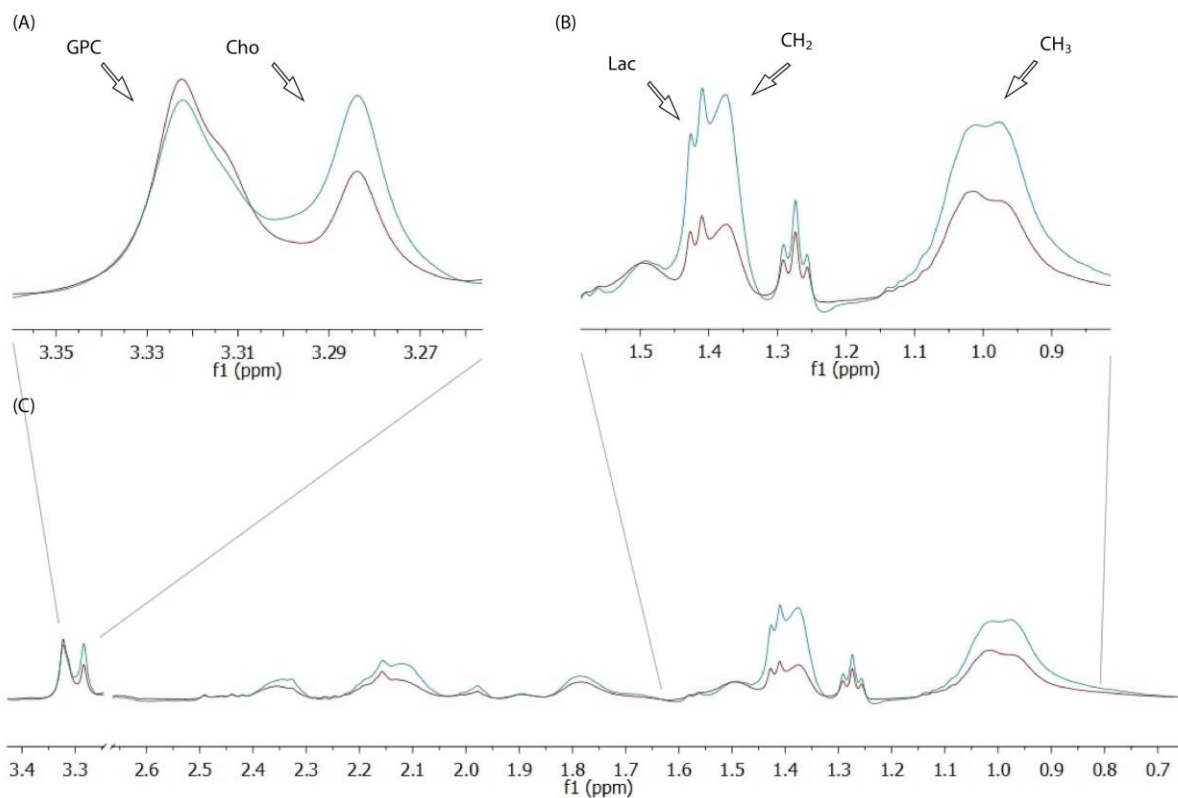 (A)
GPC
Cho
3.35 3.33 3.31 3.29 3.27
f1 (ppm)
(B)
Lac
CH₂
CH₃
1.5 1.4 1.3 1.2 1.1 1.0 0.9
f1 (ppm)
(C)
3.4 3.3 2.6 2.5 2.4 2.3 2.2 2.1 2.0 1.9 1.8 1.7 1.6 1.5 1.4 1.3 1.2 1.1 1.0 0.9 0.8 0.7
f1 (ppm)